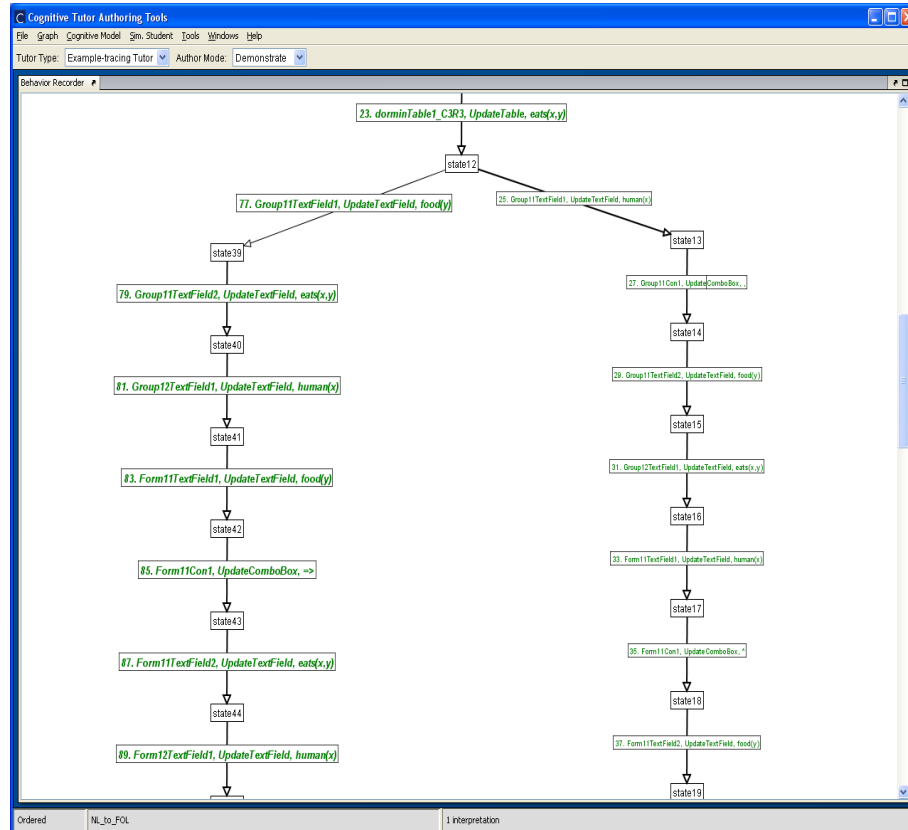 Cognitive Tutor Authoring Tools
File Graph Cognitive Model Sim. Student Tools Windows Help
Tutor Type: Example-tracing Tutor Author Mode: Demonstrate
Behavior Recorder
23. dorminTable1_C3R3, UpdateTable, eats(x,y)
state12
77. Group11TextField1, UpdateTextField, food(y)
25. Group11TextField1, UpdateTextField, human(x)
state39
state13
79. Group11TextField2, UpdateTextField, eats(x,y)
27. Group11Con1, UpdateComboBox, ,
state40
state14
81. Group12TextField1, UpdateTextField, human(x)
29. Group11TextField2, UpdateTextField, food(y)
state41
state15
83. Form11TextField1, UpdateTextField, food(y)
31. Group12TextField1, UpdateTextField, eats(x,y)
state42
state16
85. Form11Con1, UpdateComboBox, =>
33. Form11TextField1, UpdateTextField, human(x)
state43
state17
87. Form11TextField2, UpdateTextField, eats(x,y)
35. Form11Con1, UpdateComboBox, ^
state44
state18
89. Form12TextField1, UpdateTextField, human(x)
37. Form11TextField2, UpdateTextField, food(y)
state19
Ordered NL_to_FOL 1 interpretation